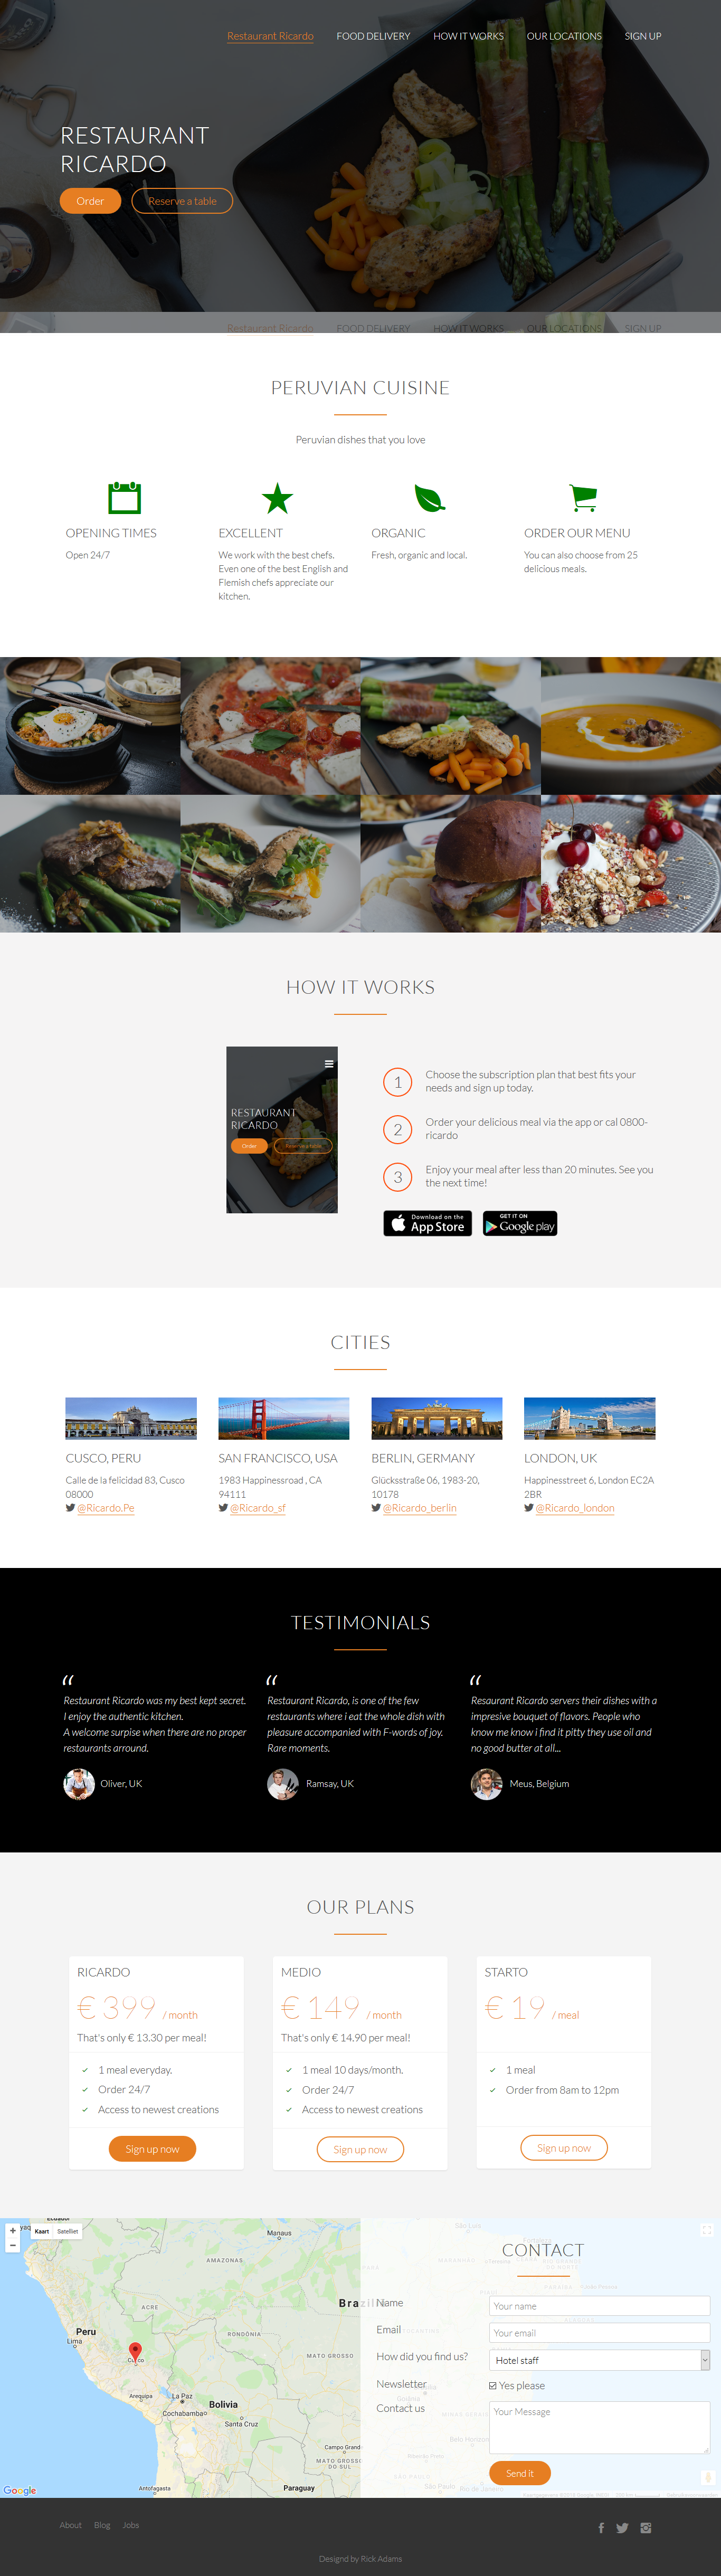 Restaurant Ricardo FOOD DELIVERY HOW IT WORKS OUR LOCATIONS SIGN UP
RESTAURANT
RICARDO
Order Reserve a table
Restaurant Ricardo FOOD DELIVERY HOW IT WORKS OUR LOCATIONS SIGN UP
PERUVIAN CUISINE
Peruvian dishes that you love
OPENING TIMES
Open 24/7
EXCELLENT
We work with the best chefs.
Even one of the best English and
Flemish chefs appreciate our
kitchen.
ORGANIC
Fresh, organic and local.
ORDER OUR MENU
You can also choose from 25
delicious meals.
HOW IT WORKS
RESTAURANT
RICARDO
Order Reserve a table
1 Choose the subscription plan that best fits your
needs and sign up today.
2 Order your delicious meal via the app or cal 0800-
ricardo
3 Enjoy your meal after less than 20 minutes. See you
the next time!
Download on the
App Store
GET IT ON
Google play
CITIES
CUSCO, PERU
Calle de la felicidad 83, Cusco
08000
@Ricardo.Pe
SAN FRANCISCO, USA
1983 Happinessroad , CA
94111
@Ricardo_sf
BERLIN, GERMANY
Glücksstraße 06, 1983-20,
10178
@Ricardo_berlin
LONDON, UK
Happinesstreet 6, London EC2A
2BR
@Ricardo_london
TESTIMONIALS
“
Restaurant Ricardo was my best kept secret.
I enjoy the authentic kitchen.
A welcome surprise when there are no proper
restaurants arround.
Oliver, UK
“
Restaurant Ricardo, is one of the few
restaurants where i eat the whole dish with
pleasure accompanied with F-words of joy.
Rare moments.
Ramsay, UK
“
Resaurant Ricardo servers their dishes with a
impresive bouquet of flavors. People who
know me know i find it pitty they use oil and
no good butter at all...
Meus, Belgium
OUR PLANS
RICARDO
€ 399 / month
That's only € 13.30 per meal!
1 meal everyday.
Order 24/7
Access to newest creations
Sign up now
MEDIO
€ 149 / month
That's only € 14.90 per meal!
1 meal 10 days/month.
Order 24/7
Access to newest creations
Sign up now
STARTO
€ 19 / meal
1 meal
Order from 8am to 12pm
Sign up now
Kaart Satelliet
Manaus
AMAZONAS
ACRE
RONDÔNIA
Brazil
MATO GROSSO
Peru
Lima
Cusco
Arequipa
La Paz
Bolivia
Cochabamba
Santa Cruz
Campo Grande
MATO GROSSO
DO SUL
Antofagasta
Paraguay
Google
CONTACT
Name Your name
Email Your email
How did you find us? Hotel staff
Newsletter Yes please
Contact us Your Message
Send it
About Blog Jobs
Designd by Rick Adams